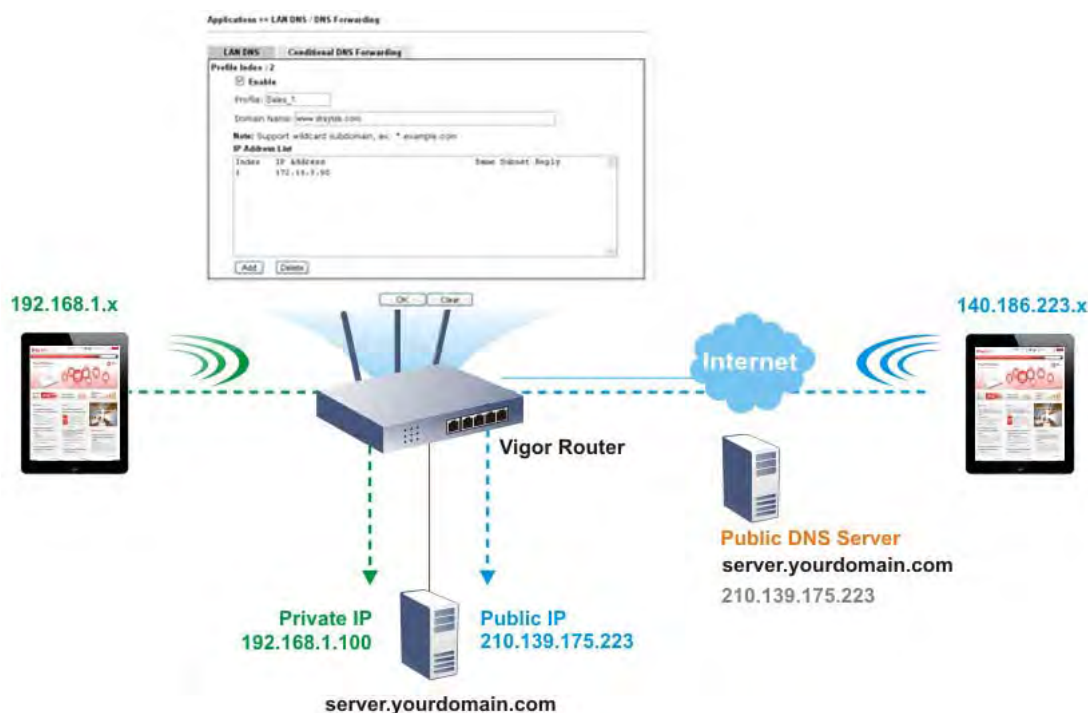 Applications >> LAN DNS / DNS Forwarding
LAN DNS Conditional DNS Forwarding
Profile Index : 2
Enable
Profile: Sales_1
Domain Name: www.draytek.com
Note: Support wildcard subdomain, ex: *.example.com
IP Address List
Index IP Address Same Subnet Reply
1
Add Delete
OK Clear
192.168.1.x
140.186.223.x
Internet
Vigor Router
Public DNS Server
server.yourdomain.com
210.139.175.223
Private IP
192.168.1.100
Public IP
210.139.175.223
server.yourdomain.com